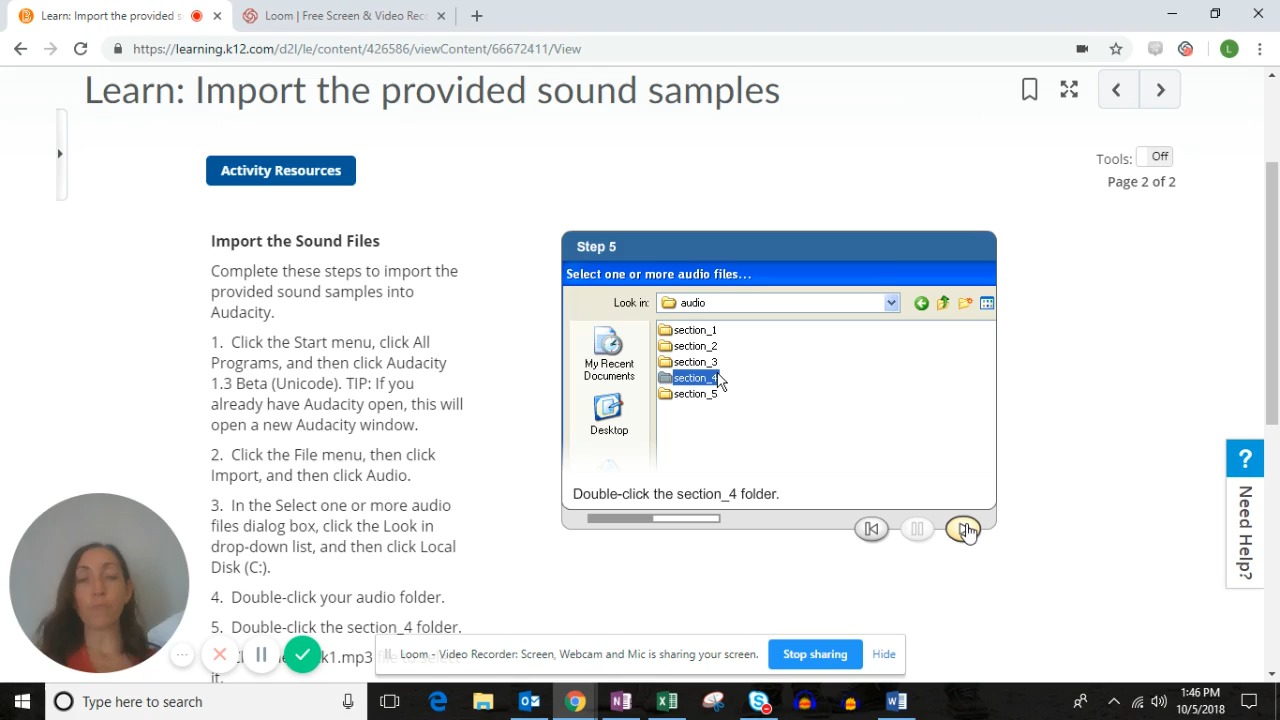 Learn: Import the provided s
Loom | Free Screen & Video Rec
https://learning.k12.com/d2l/le/content/426586/viewContent/66672411/View
L
Learn: Import the provided sound samples
Activity Resources
Tools: Off
Page 2 of 2
Import the Sound Files
Complete these steps to import the
provided sound samples into
Audacity.
1. Click the Start menu, click All
Programs, and then click Audacity
1.3 Beta (Unicode). TIP: If you
already have Audacity open, this will
open a new Audacity window.
2. Click the File menu, then click
Import, and then click Audio.
3. In the Select one or more audio
files dialog box, click the Look in
drop-down list, and then click Local
Disk (C:).
4. Double-click your audio folder.
5. Double-click the section_4 folder.
k1.mp3 file to select
it.
Step 5
Select one or more audio files...
Look in: audio
section_1
section_2
section_3
section_4
section_5
My Recent
Documents
Desktop
Double-click the section_4 folder.
?
Need Help?
Loom - Video Recorder: Screen, Webcam and Mic is sharing your screen.
Stop sharing
Hide
Type here to search
1:46 PM
10/5/2018